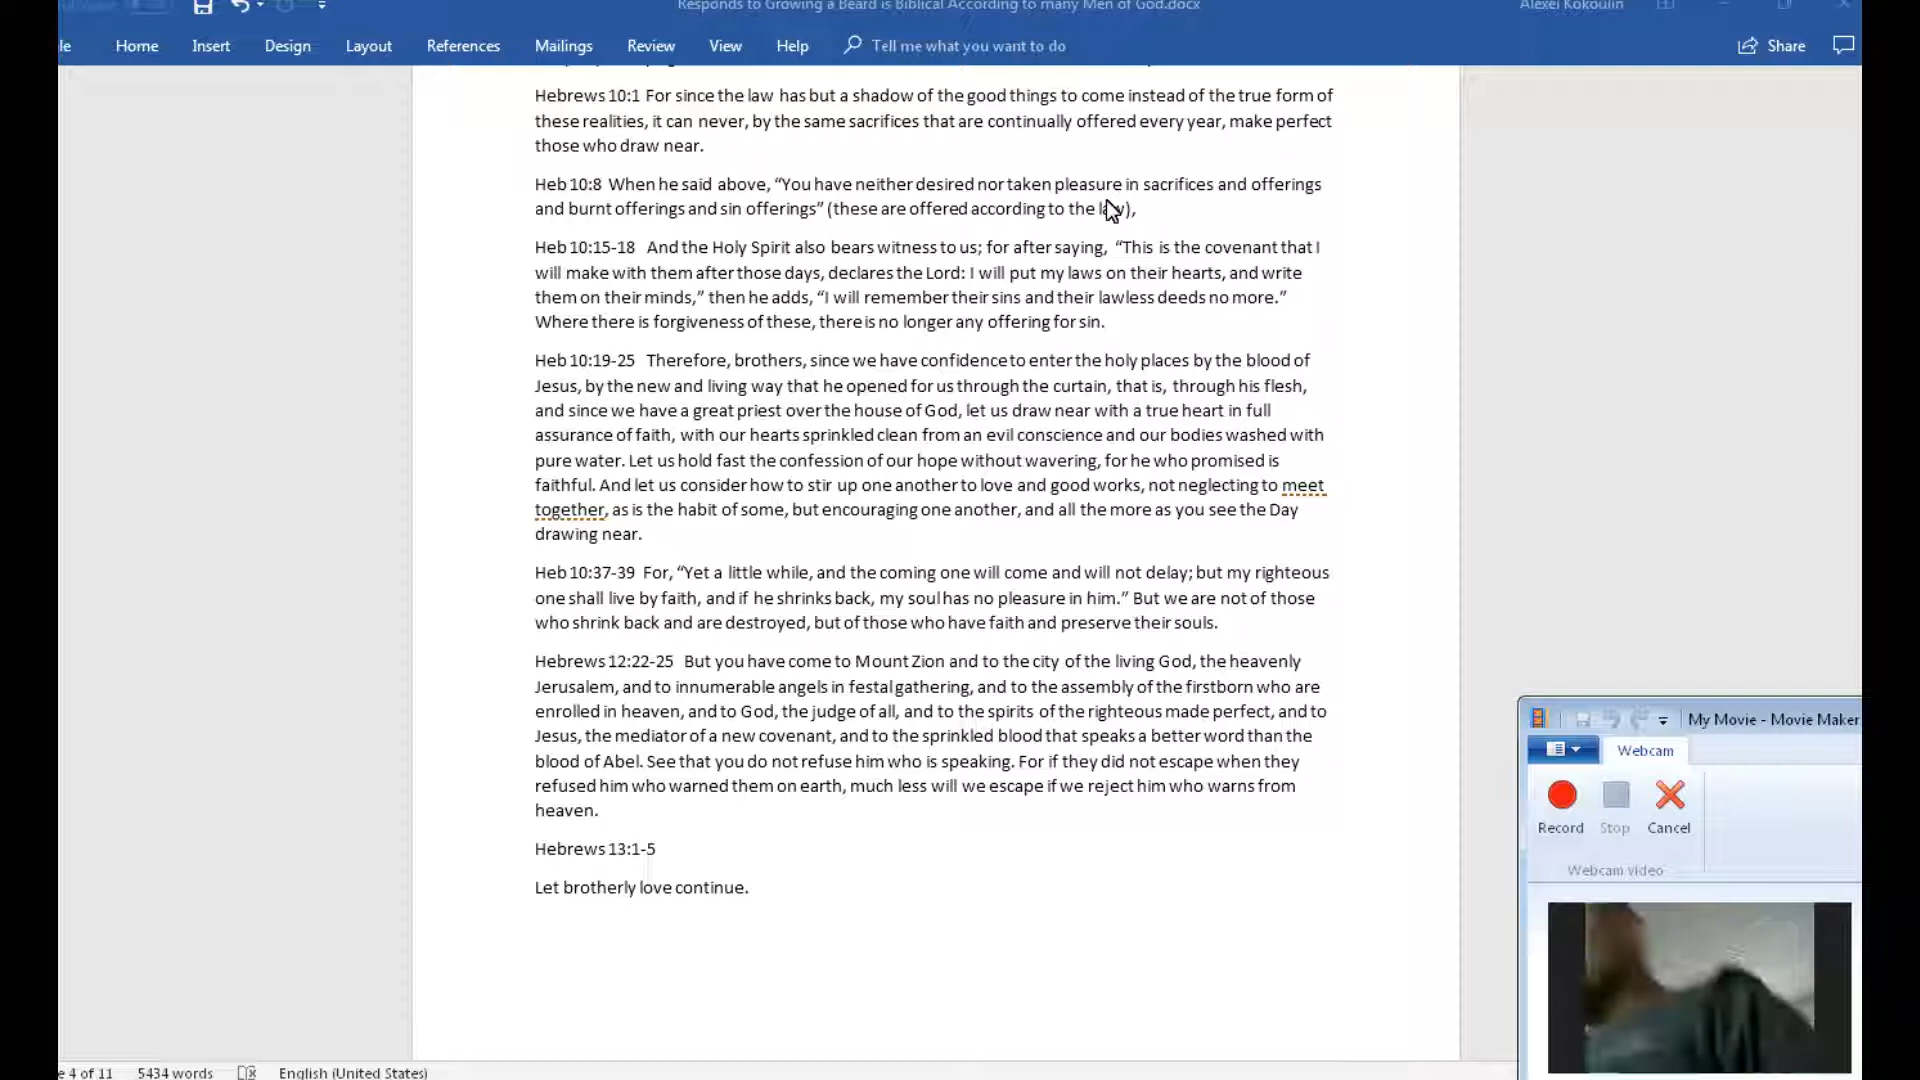 Responds to Growing a Beard is Biblical According to many Men of God.docx
Alexei Kokoulin
le Home Insert Design Layout References Mailings Review View Help Tell me what you want to do Share
Hebrews 10:1 For since the law has but a shadow of the good things to come instead of the true form of
these realities, it can never, by the same sacrifices that are continually offered every year, make perfect
those who draw near.
Heb 10:8 When he said above, “You have neither desired nor taken pleasure in sacrifices and offerings
and burnt offerings and sin offerings” (these are offered according to the law),
Heb 10:15-18 And the Holy Spirit also bears witness to us; for after saying, “This is the covenant that I
will make with them after those days, declares the Lord: I will put my laws on their hearts, and write
them on their minds,” then he adds, “I will remember their sins and their lawless deeds no more.”
Where there is forgiveness of these, there is no longer any offering for sin.
Heb 10:19-25 Therefore, brothers, since we have confidence to enter the holy places by the blood of
Jesus, by the new and living way that he opened for us through the curtain, that is, through his flesh,
and since we have a great priest over the house of God, let us draw near with a true heart in full
assurance of faith, with our hearts sprinkled clean from an evil conscience and our bodies washed with
pure water. Let us hold fast the confession of our hope without wavering, for he who promised is
faithful. And let us consider how to stir up one another to love and good works, not neglecting to meet
together, as is the habit of some, but encouraging one another, and all the more as you see the Day
drawing near.
Heb 10:37-39 For, “Yet a little while, and the coming one will come and will not delay; but my righteous
one shall live by faith, and if he shrinks back, my soul has no pleasure in him.” But we are not of those
who shrink back and are destroyed, but of those who have faith and preserve their souls.
Hebrews 12:22-25 But you have come to Mount Zion and to the city of the living God, the heavenly
Jerusalem, and to innumerable angels in festal gathering, and to the assembly of the firstborn who are
enrolled in heaven, and to God, the judge of all, and to the spirits of the righteous made perfect, and to
Jesus, the mediator of a new covenant, and to the sprinkled blood that speaks a better word than the
blood of Abel. See that you do not refuse him who is speaking. For if they did not escape when they
refused him who warned them on earth, much less will we escape if we reject him who warns from
heaven.
Hebrews 13:1-5
Let brotherly love continue.
My Movie - Movie Maker
Webcam
Record Stop Cancel
Webcam video
e 4 of 11 5434 words English (United States)